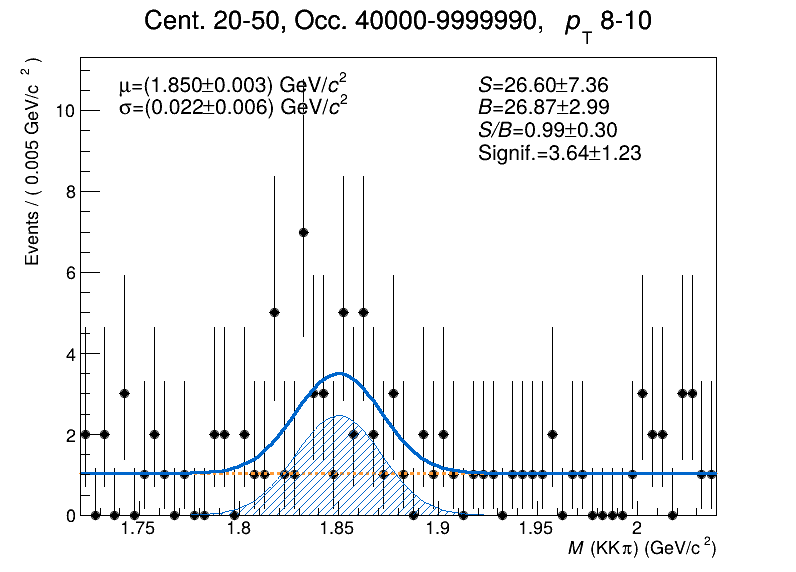 Cent. 20-50, Occ. 40000-9999990, p_T 8-10
μ=(1.850±0.003) GeV/c²
σ=(0.022±0.006) GeV/c²
S=26.60±7.36
B=26.87±2.99
S/B=0.99±0.30
Signif.=3.64±1.23
Events / ( 0.005 GeV/c² )
10
8
6
4
2
0
1.75 1.8 1.85 1.9 1.95 2
M (KKπ) (GeV/c²)